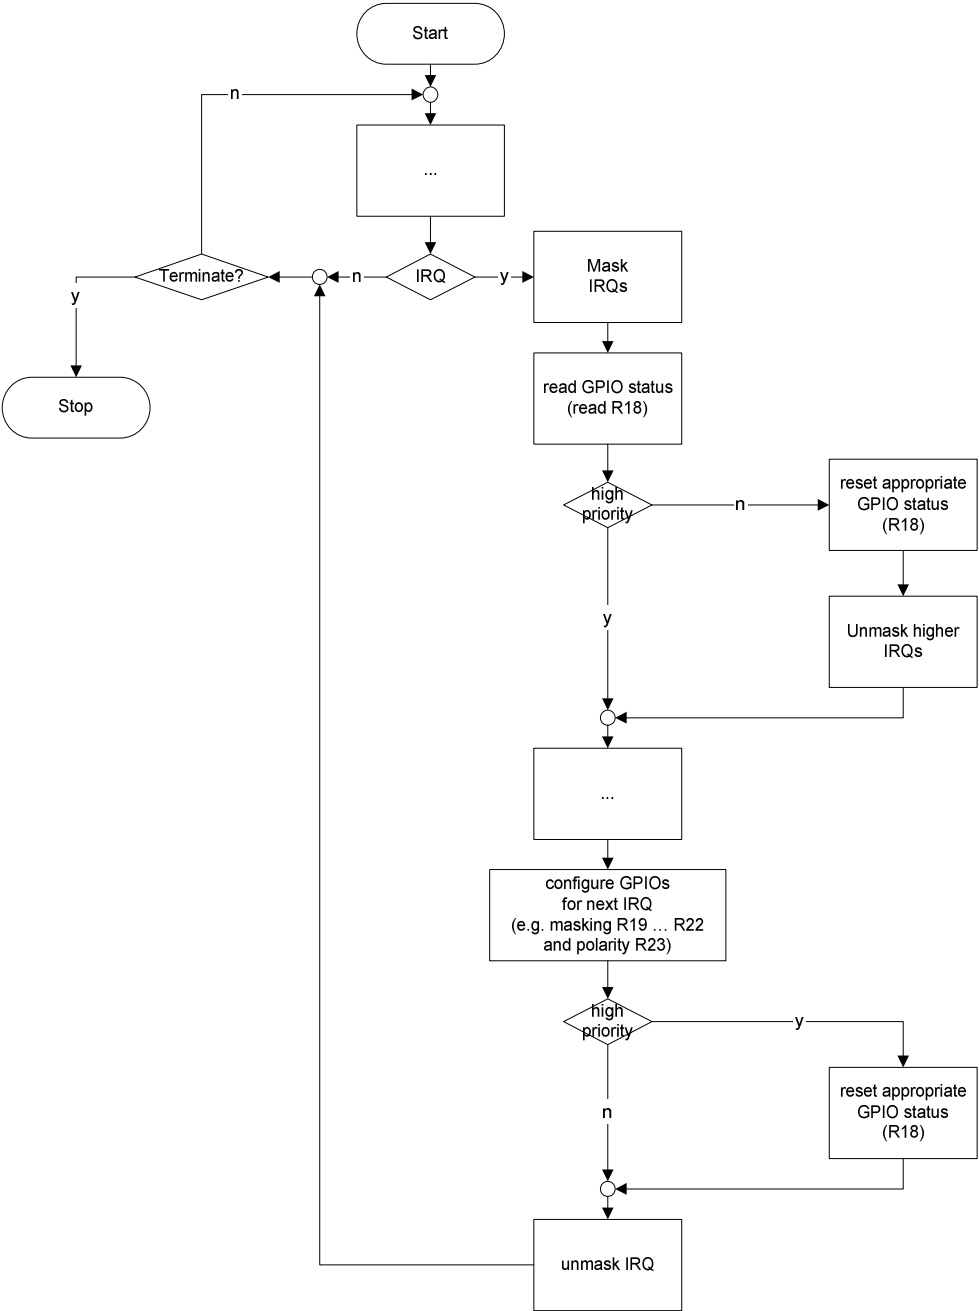 Start
n
...
Terminate?
n
IRQ
y
Mask
IRQs
y
Stop
read GPIO status
(read R18)
high
priority
n
reset appropriate
GPIO status
(R18)
y
Unmask higher
IRQs
...
configure GPIOs
for next IRQ
(e.g. masking R19 … R22
and polarity R23)
high
priority
y
reset appropriate
GPIO status
(R18)
n
unmask IRQ